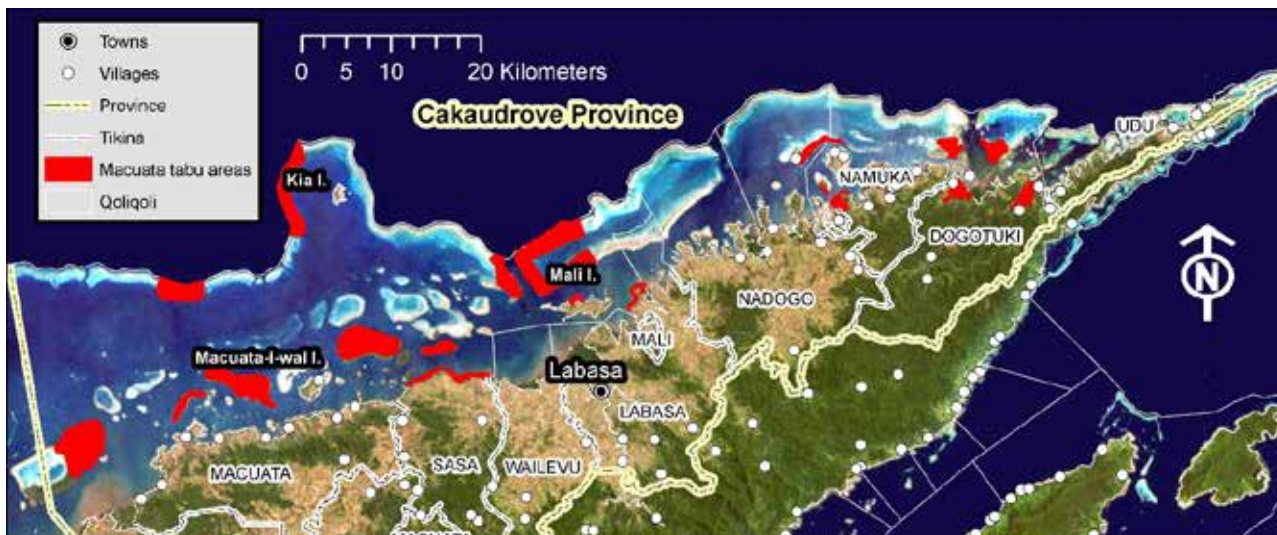 Towns
Villages
Province
Tikina
Macuata tabu areas
Qoliqoli
0 5 10 20 Kilometers
Cakaudrove Province
UDU
Kia I.
NAMUKA
DOGOTUKI
Mali I.
N
NADOGO
MALI
Macuata-I-wai I.
Labasa
LABASA
MACUATA
SASA
WAILEVU